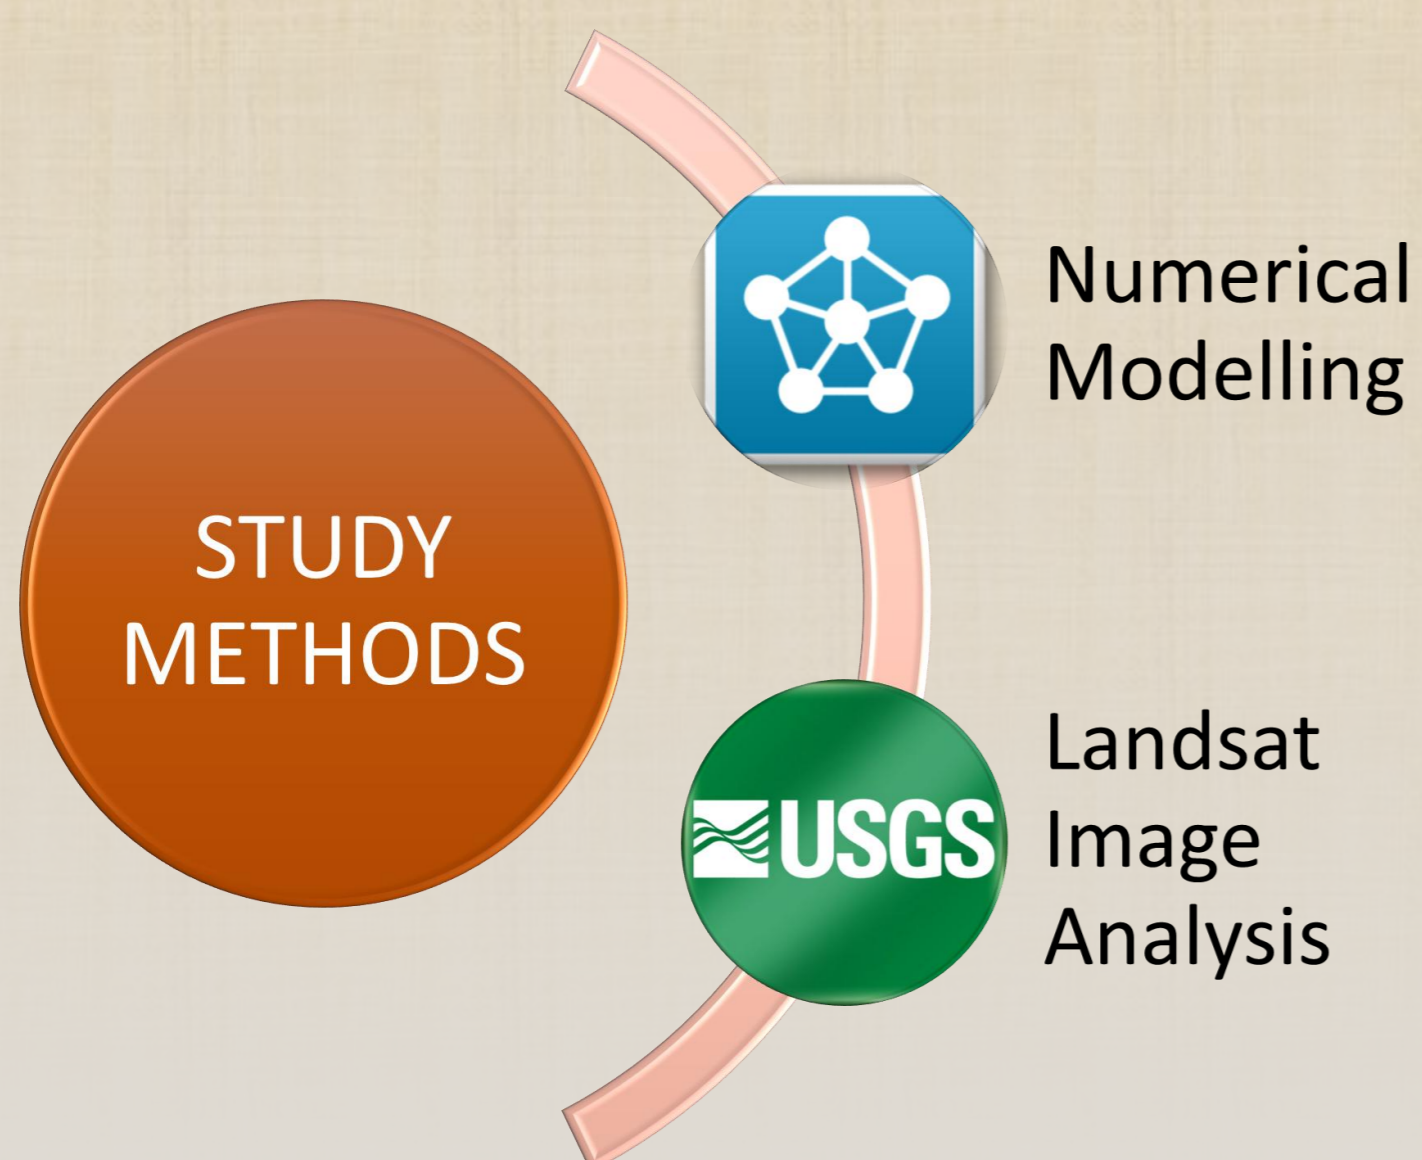 STUDY
METHODS
Numerical
Modelling
USGS
Landsat
Image
Analysis